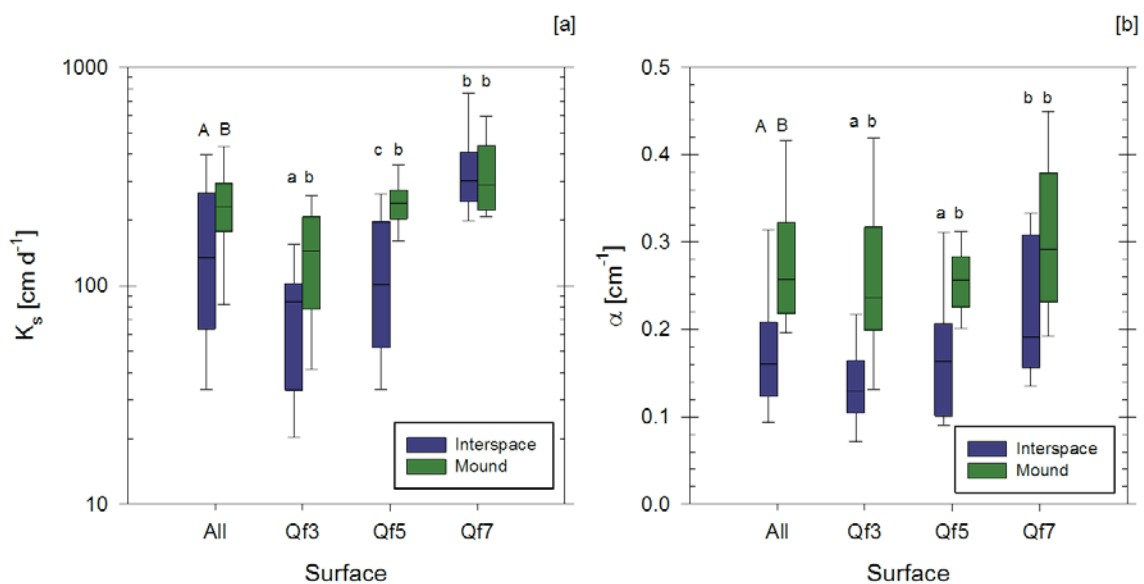 [a]
1000
100
10
K_s [cm d⁻¹]
A B
a b
c b
b b
All Qf3 Qf5 Qf7
Surface
Interspace
Mound
[b]
0.5
0.4
0.3
0.2
0.1
0.0
α [cm⁻¹]
A B
a b
a b
b b
All Qf3 Qf5 Qf7
Surface
Interspace
Mound